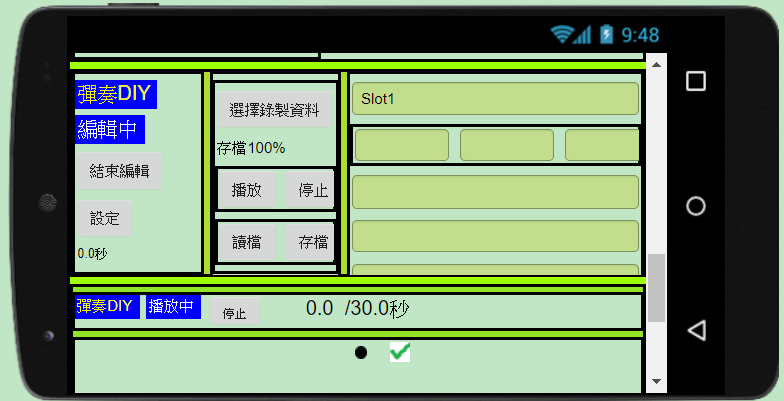 9:48
彈奏DIY
編輯中
結束編輯
設定
0.0秒
選擇錄製資料
存檔100%
播放 停止
讀檔 存檔
Slot1
彈奏DIY 播放中 停止 0.0 /30.0秒